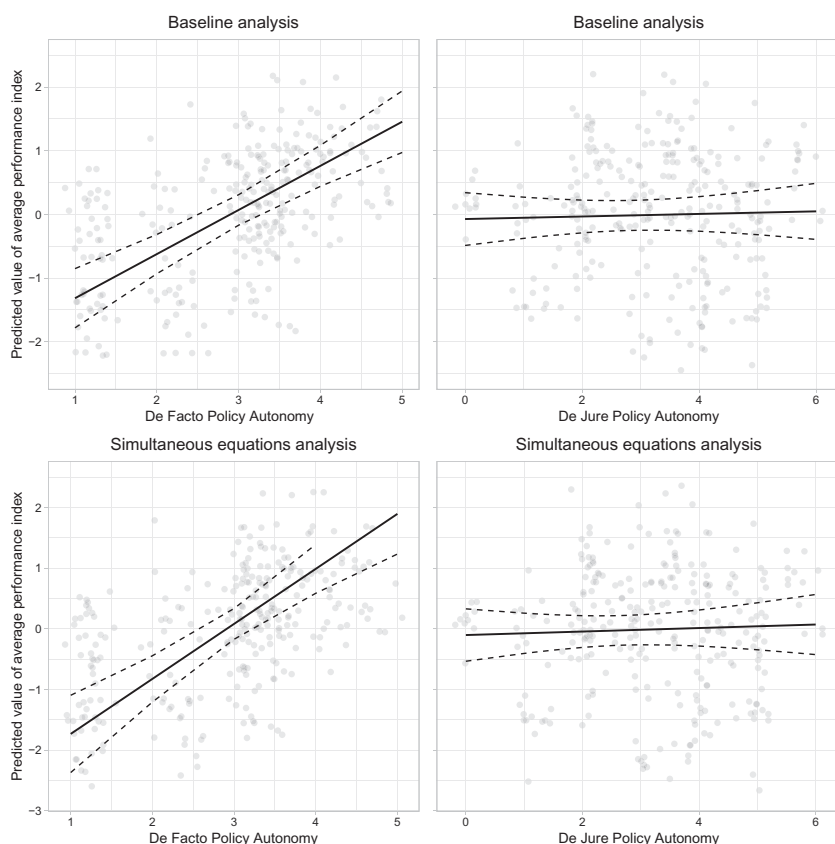 Baseline analysis
Baseline analysis
Predicted value of average performance index
2
1
0
−1
−2
1 2 3 4 5
0 2 4 6
De Facto Policy Autonomy
De Jure Policy Autonomy
Simultaneous equations analysis
Simultaneous equations analysis
Predicted value of average performance index
2
1
0
−1
−2
−3
1 2 3 4 5
0 2 4 6
De Facto Policy Autonomy
De Jure Policy Autonomy